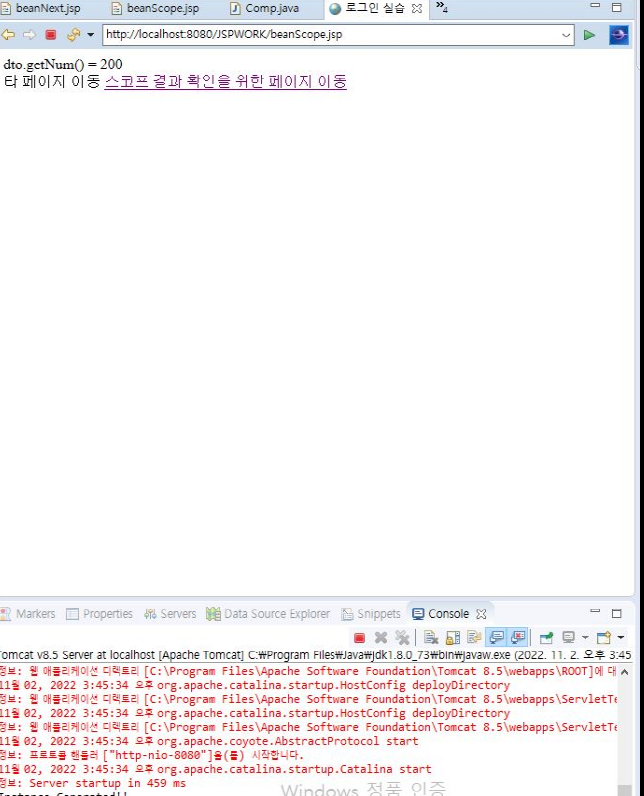 beanNext.jsp beanScope.jsp Comp.java 로그인 실습 4
http://localhost:8080/JSPWORK/beanScope.jsp
dto.getNum() = 200
타 페이지 이동 스코프 결과 확인을 위한 페이지 이동
Markers Properties Servers Data Source Explorer Snippets Console
Tomcat v8.5 Server at localhost [Apache Tomcat] C:₩Program Files₩Java₩jdk1.8.0_73₩bin₩javaw.exe (2022. 11. 2. 오후 3:45
정보: 웹 애플리케이션 디렉토리 [C:\Program Files\Apache Software Foundation\Tomcat 8.5\webapps\ROOT]에 대
11월 02, 2022 3:45:34 오후 org.apache.catalina.startup.HostConfig deployDirectory
정보: 웹 애플리케이션 디렉토리 [C:\Program Files\Apache Software Foundation\Tomcat 8.5\webapps\ServletTe
11월 02, 2022 3:45:34 오후 org.apache.catalina.startup.HostConfig deployDirectory
정보: 웹 애플리케이션 디렉토리 [C:\Program Files\Apache Software Foundation\Tomcat 8.5\webapps\ServletTe
11월 02, 2022 3:45:34 오후 org.apache.coyote.AbstractProtocol start
정보: 프로토콜 핸들러 ["http-nio-8080"]을(를) 시작합니다.
11월 02, 2022 3:45:34 오후 org.apache.catalina.startup.Catalina start
정보: Server startup in 459 ms
Instance Generated!!
Windows 정품 인증